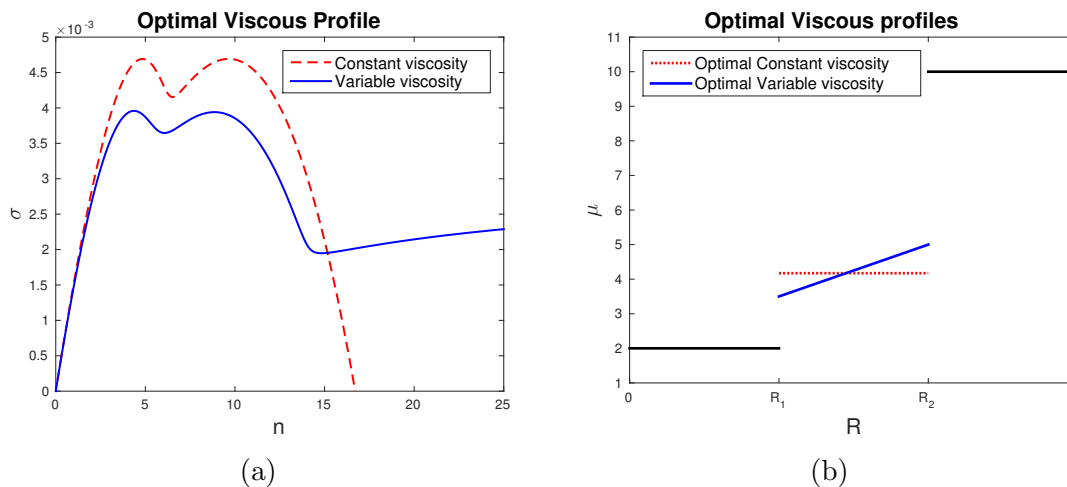 Optimal Viscous Profile
×10⁻³
5
4.5
4
3.5
3
2.5
2
1.5
1
0.5
0
σ
Constant viscosity
Variable viscosity
0 5 10 15 20 25
n
(a)
Optimal Viscous profiles
11
10
9
8
7
6
5
4
3
2
1
μ
Optimal Constant viscosity
Optimal Variable viscosity
0 R₁ R₂
R
(b)